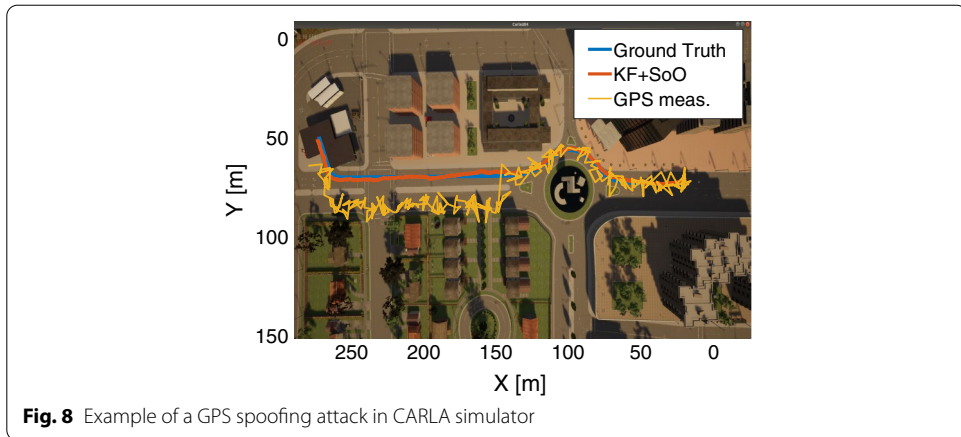 CarlaUE4
Ground Truth
KF+SoO
GPS meas.
0
50
100
150
Y [m]
250 200 150 100 50 0
X [m]
Fig. 8 Example of a GPS spoofing attack in CARLA simulator